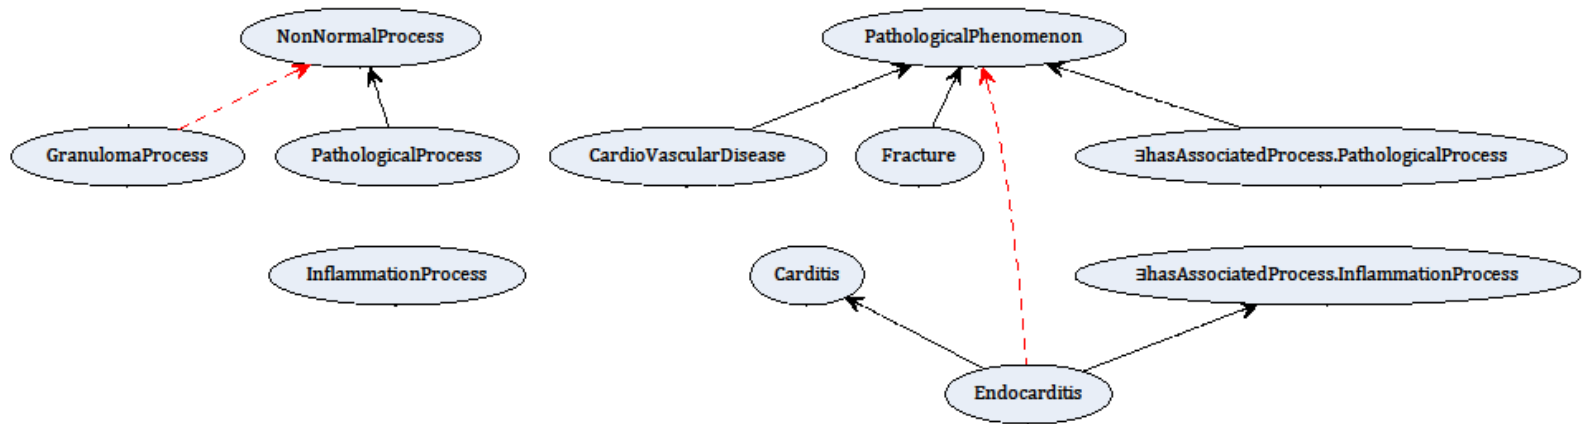 NonNormalProcess
PathologicalPhenomenon
GranulomaProcess
PathologicalProcess
CardioVascularDisease
Fracture
∃hasAssociatedProcess.PathologicalProcess
InflammationProcess
Carditis
∃hasAssociatedProcess.InflammationProcess
Endocarditis